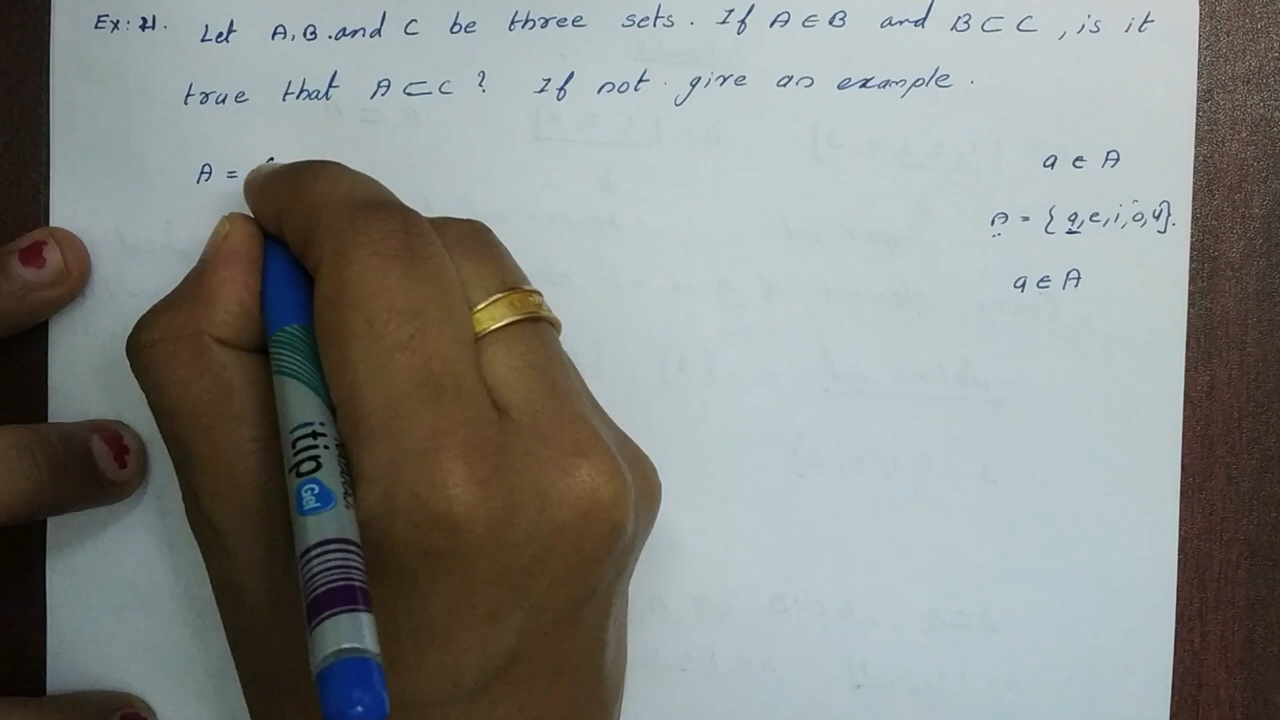 Ex: 11. Let A, B. and C be three sets. If A ∈ B and B ⊂ C, is it
true that A ⊂ C? If not. give an example.
A =
a ∈ A
A = {a, e, i, o, u}.
a ∈ A
itip
Gel